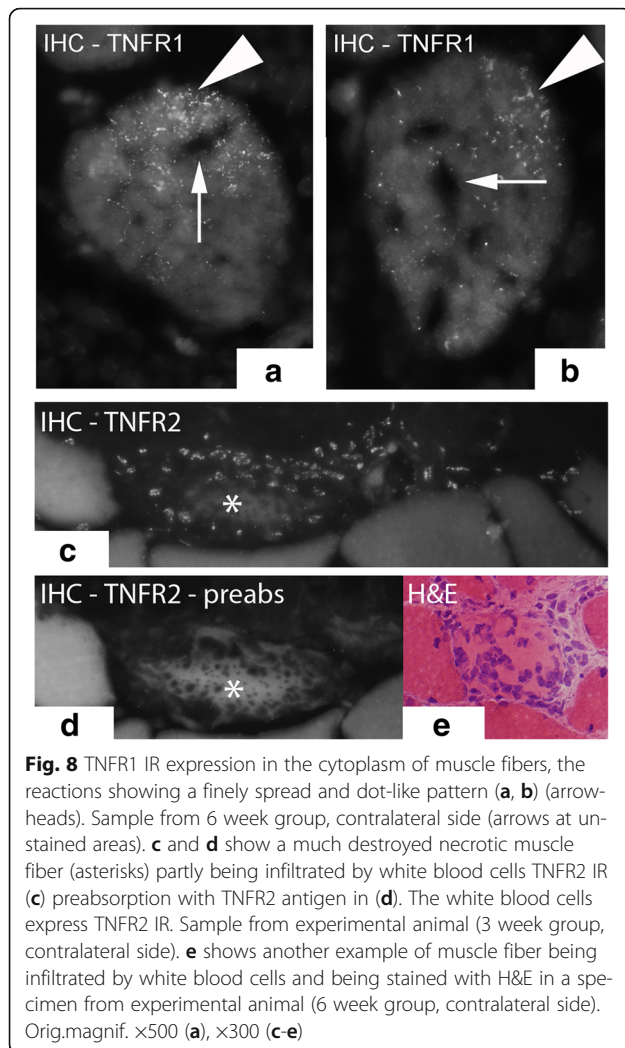 IHC - TNFR1
IHC - TNFR1
a
b
IHC - TNFR2
*
c
IHC - TNFR2 - preabs
H&E
*
d
e
Fig. 8 TNFR1 IR expression in the cytoplasm of muscle fibers, the
reactions showing a finely spread and dot-like pattern (a, b) (arrow-
heads). Sample from 6 week group, contralateral side (arrows at un-
stained areas). c and d show a much destroyed necrotic muscle
fiber (asterisks) partly being infiltrated by white blood cells TNFR2 IR
(c) preabsorption with TNFR2 antigen in (d). The white blood cells
express TNFR2 IR. Sample from experimental animal (3 week group,
contralateral side). e shows another example of muscle fiber being
infiltrated by white blood cells and being stained with H&E in a spe-
cimen from experimental animal (6 week group, contralateral side).
Orig.magnif. ×500 (a), ×300 (c-e)